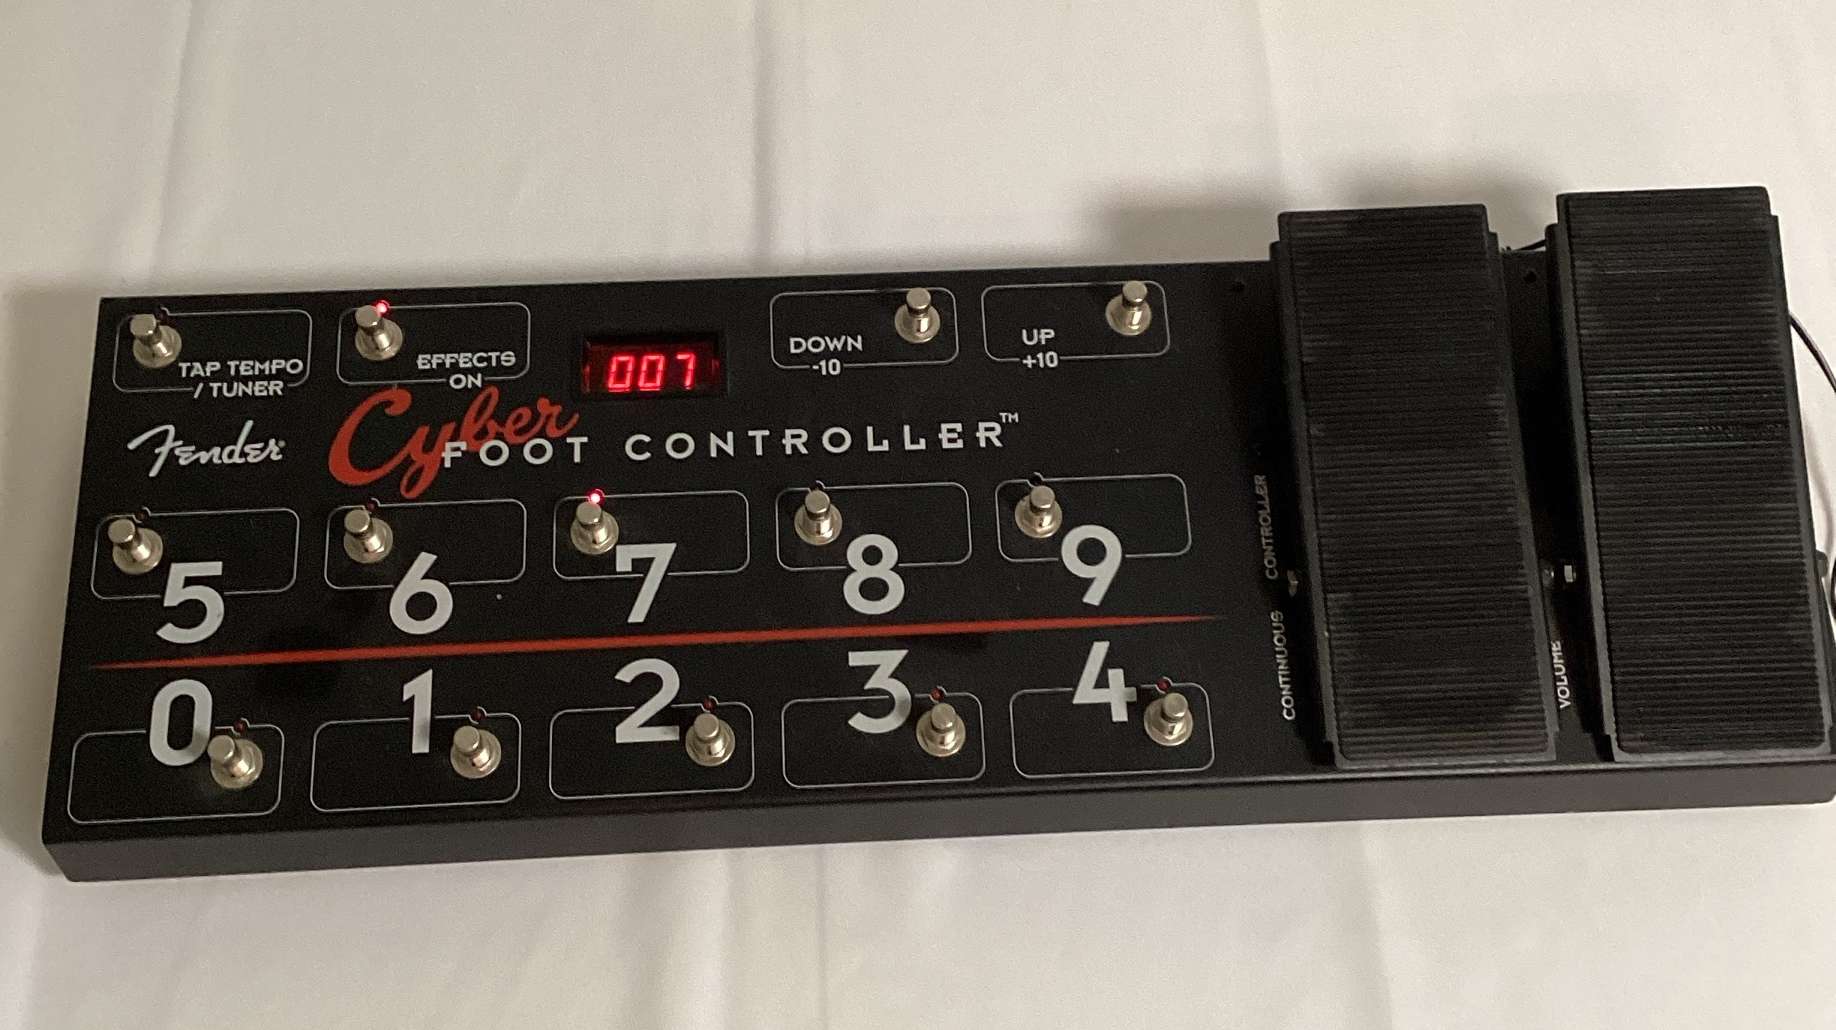 TAP TEMPO
/ TUNER
EFFECTS
ON
007
DOWN
-10
UP
+10
Fender
Cyber
FOOT CONTROLLER™
5
6
7
8
9
0
1
2
3
4
CONTINUOUS CONTROLLER
VOLUME